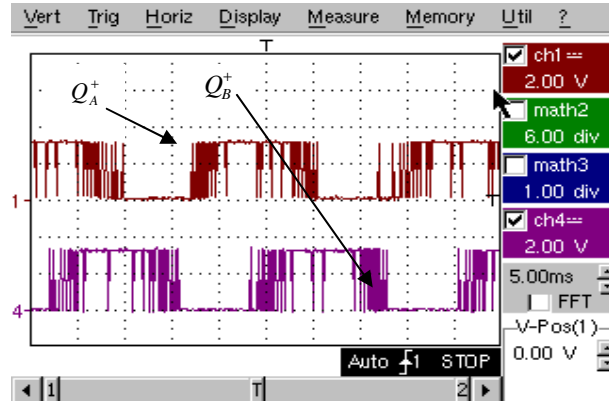 Vert Trig Horiz Display Measure Memory Util ?
T
ch1
2.00 V
math2
6.00 div
math3
1.00 div
ch4
2.00 V
5.00ms
FFT
V-Pos(1)
0.00 V
Q_A^+
Q_B^+
1
T
4
Auto 1 STOP
1 T 2